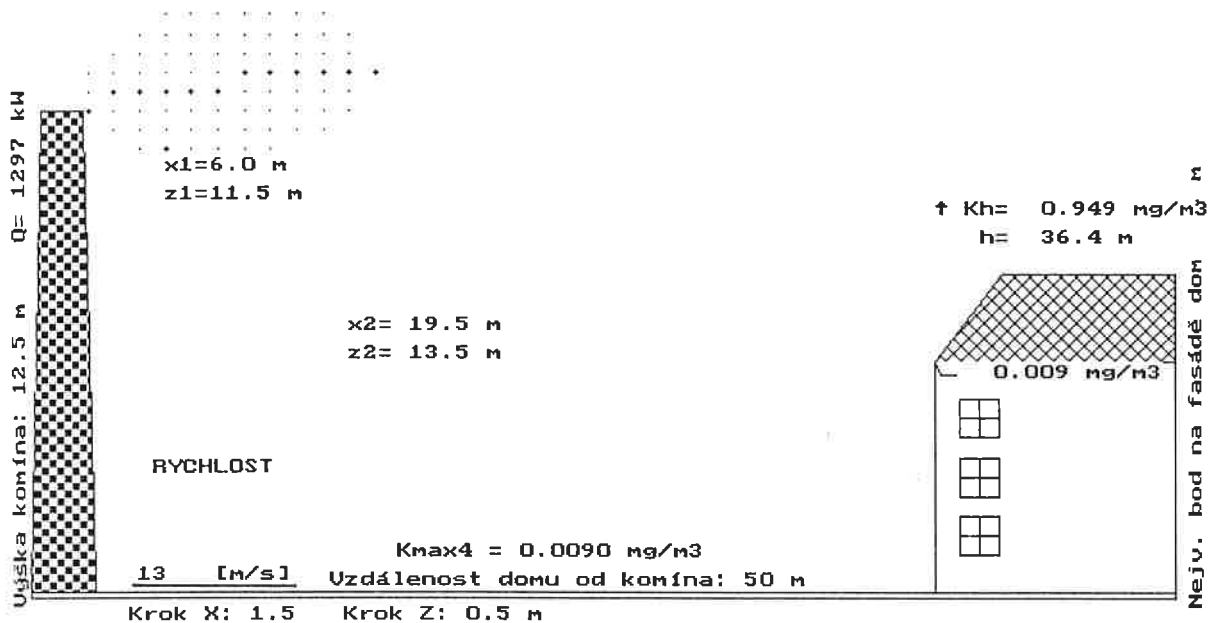 Výška komína: 12.5 m Q= 1297 kW
x1=6.0 m
z1=11.5 m
↑ Kh= 0.949 mg/m3
h= 36.4 m
x2= 19.5 m
z2= 13.5 m
0.009 mg/m3
RYCHLOST
Kmax4 = 0.0090 mg/m3
13 [m/s]
Vzdálenost domu od komína: 50 m
Krok X: 1.5 Krok Z: 0.5 m
Nejv. bod na fasádě dom m